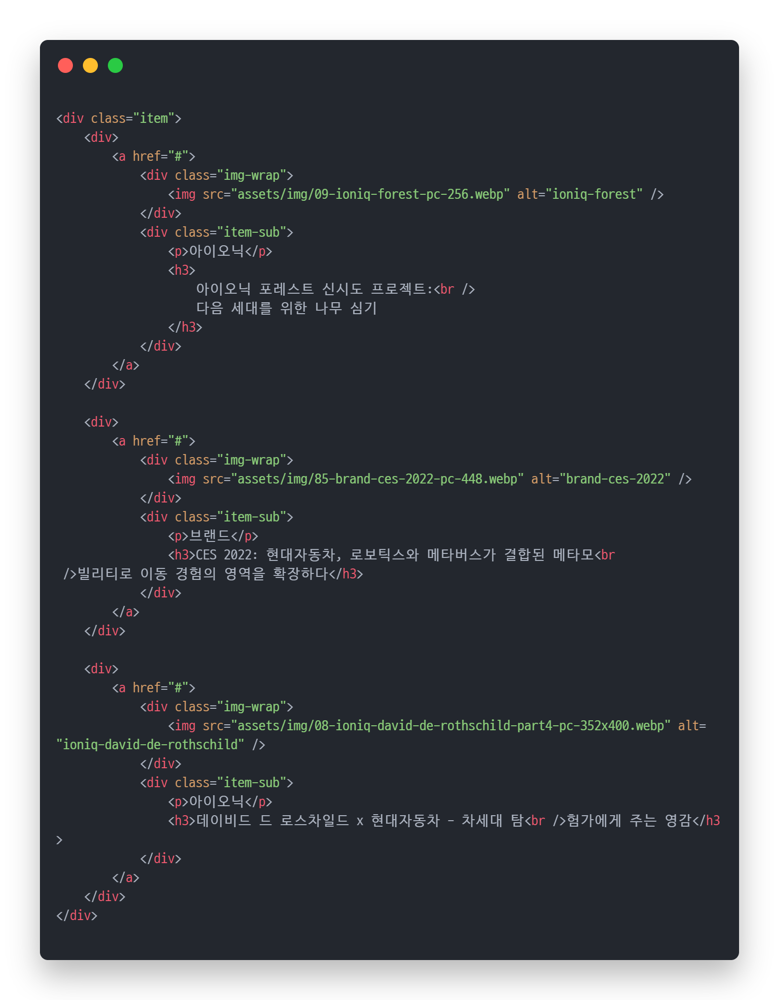 <div class="item">
    <div>
        <a href="#">
            <div class="img-wrap">
                <img src="assets/img/09-ioniq-forest-pc-256.webp" alt="ioniq-forest" />
            </div>
            <div class="item-sub">
                <p>아이오닉</p>
                <h3>
                    아이오닉 포레스트 신시도 프로젝트:<br />
                    다음 세대를 위한 나무 심기
                </h3>
            </div>
        </a>
    </div>

    <div>
        <a href="#">
            <div class="img-wrap">
                <img src="assets/img/85-brand-ces-2022-pc-448.webp" alt="brand-ces-2022" />
            </div>
            <div class="item-sub">
                <p>브랜드</p>
                <h3>CES 2022: 현대자동차, 로보틱스와 메타버스가 결합된 메타모<br
 />빌리티로 이동 경험의 영역을 확장하다</h3>
            </div>
        </a>
    </div>

    <div>
        <a href="#">
            <div class="img-wrap">
                <img src="assets/img/08-ioniq-david-de-rothschild-part4-pc-352x400.webp" alt=
"ioniq-david-de-rothschild" />
            </div>
            <div class="item-sub">
                <p>아이오닉</p>
                <h3>데이비드 드 로스차일드 x 현대자동차 - 차세대 탐<br />험가에게 주는 영감</h3
>
            </div>
        </a>
    </div>
</div>